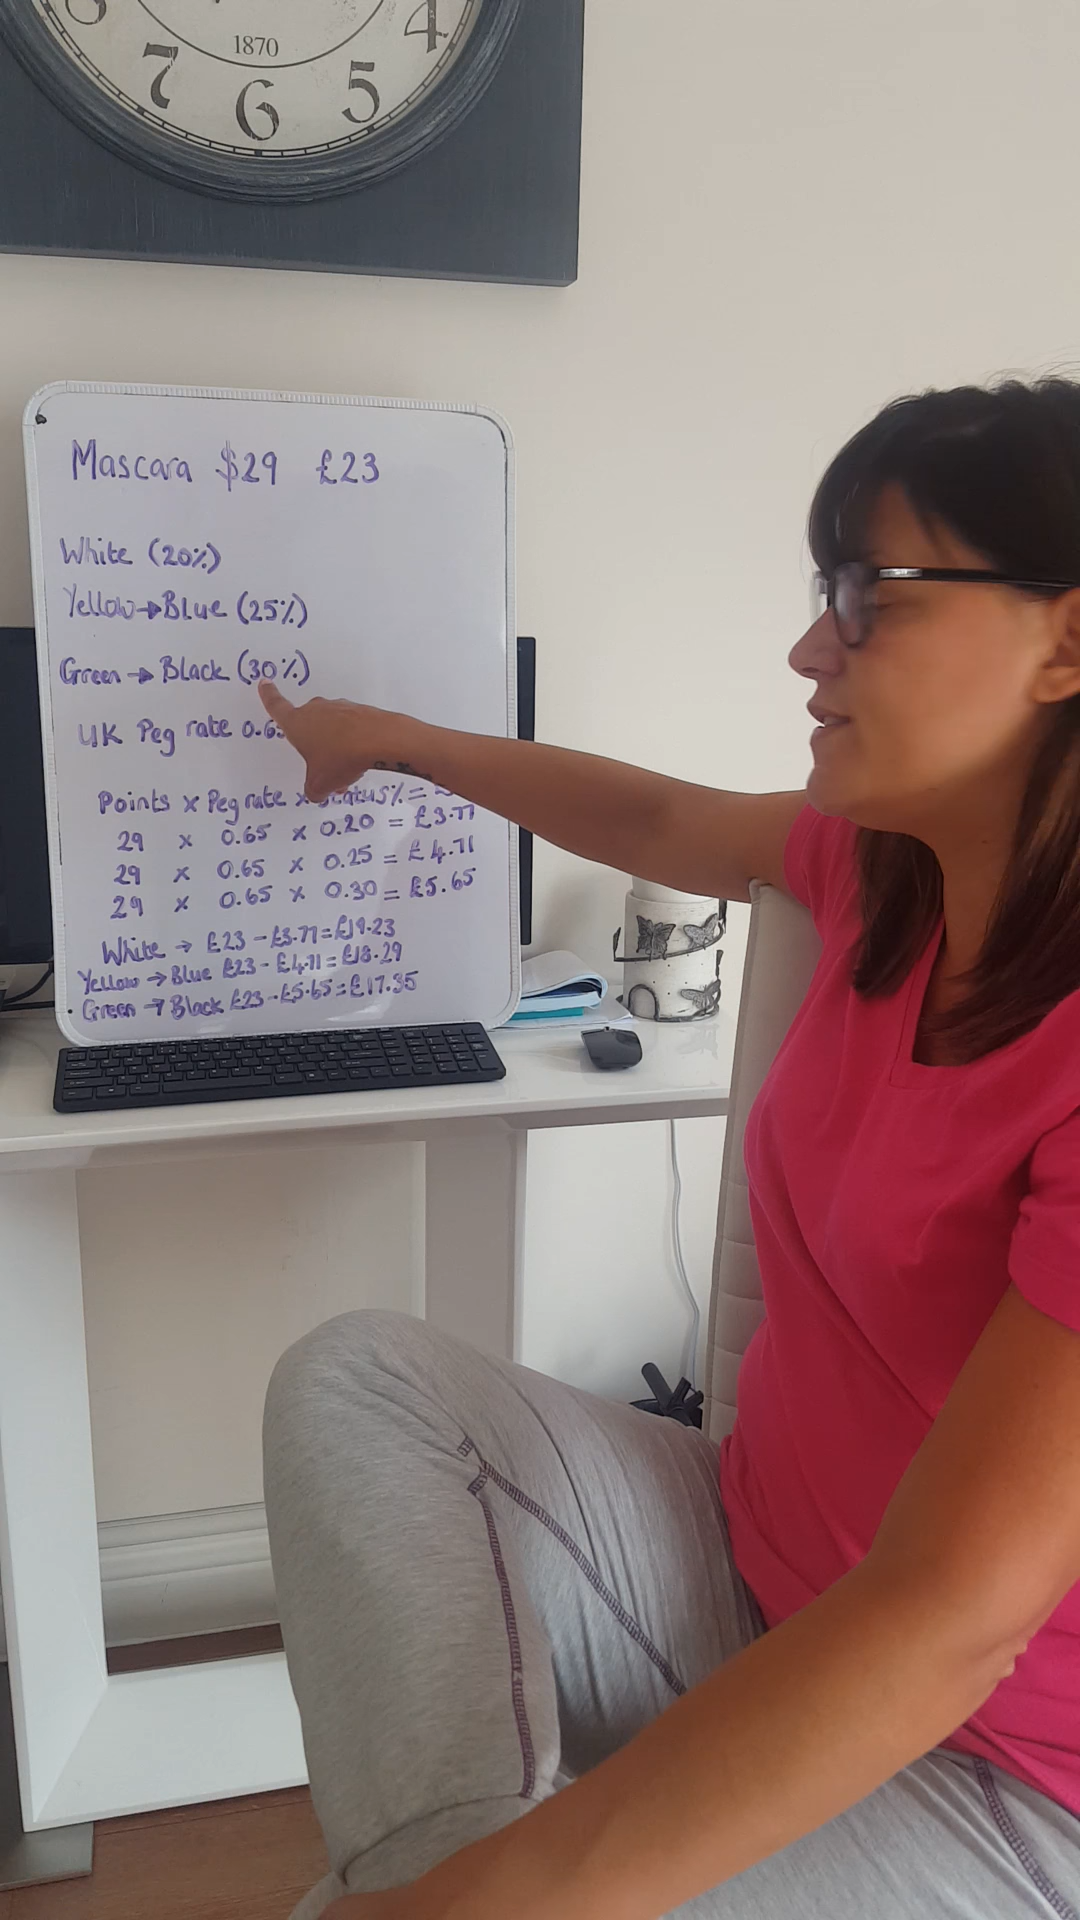 4
1870
7
5
6
Mascara $29 £23
White (20%)
Yellow→Blue (25%)
Green → Black (30%)
UK Peg rate 0.65
Points x Peg rate x Status % =
29 x 0.65 x 0.20 = £3.77
29 x 0.65 x 0.25 = £4.71
29 x 0.65 x 0.30 = £5.65
White → £23 - £3.77 = £19.23
Yellow → Blue £23 - £4.71 = £18.29
Green → Black £23 - £5.65 = £17.35